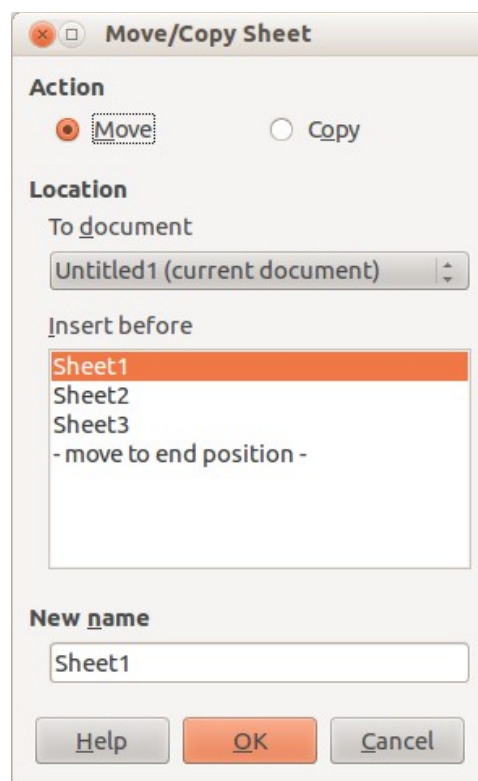 Move/Copy Sheet
Action
Move Copy
Location
To document
Untitled1 (current document)
Insert before
Sheet1
Sheet2
Sheet3
- move to end position -
New name
Sheet1
Help OK Cancel